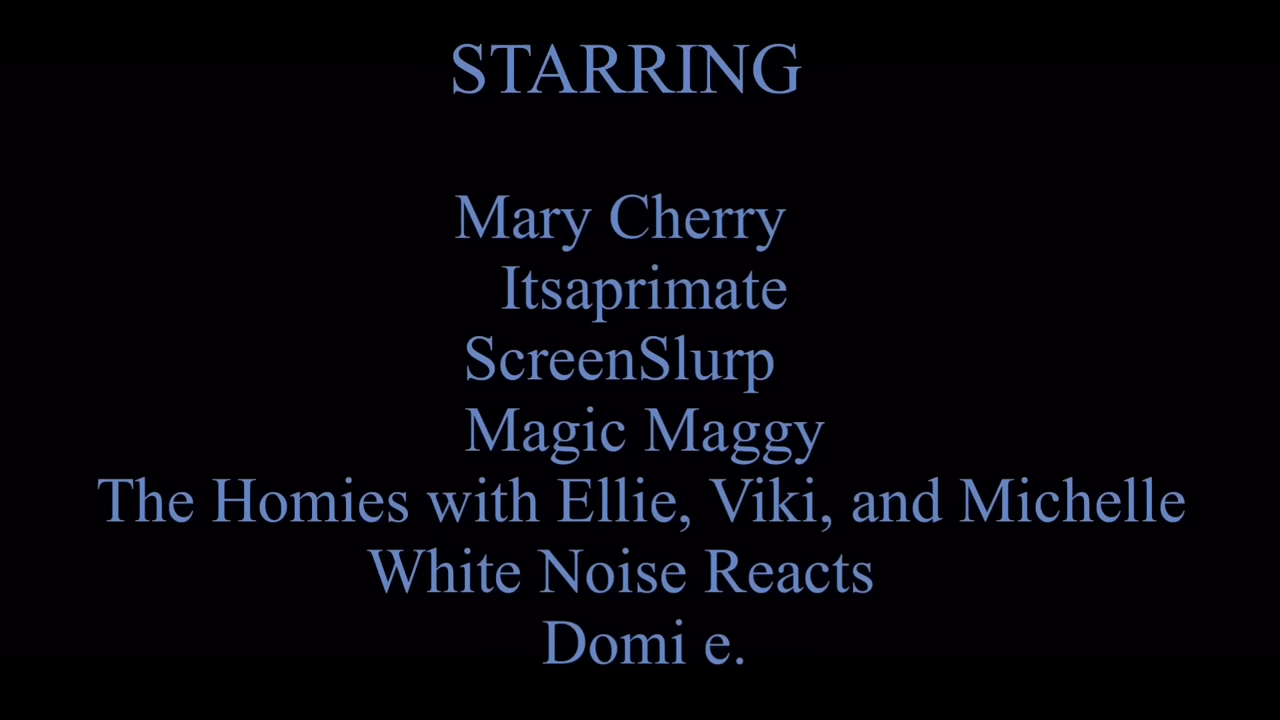 STARRING
Mary Cherry
Itsaprimate
ScreenSlurp
Magic Maggy
The Homies with Ellie, Viki, and Michelle
White Noise Reacts
Domi e.